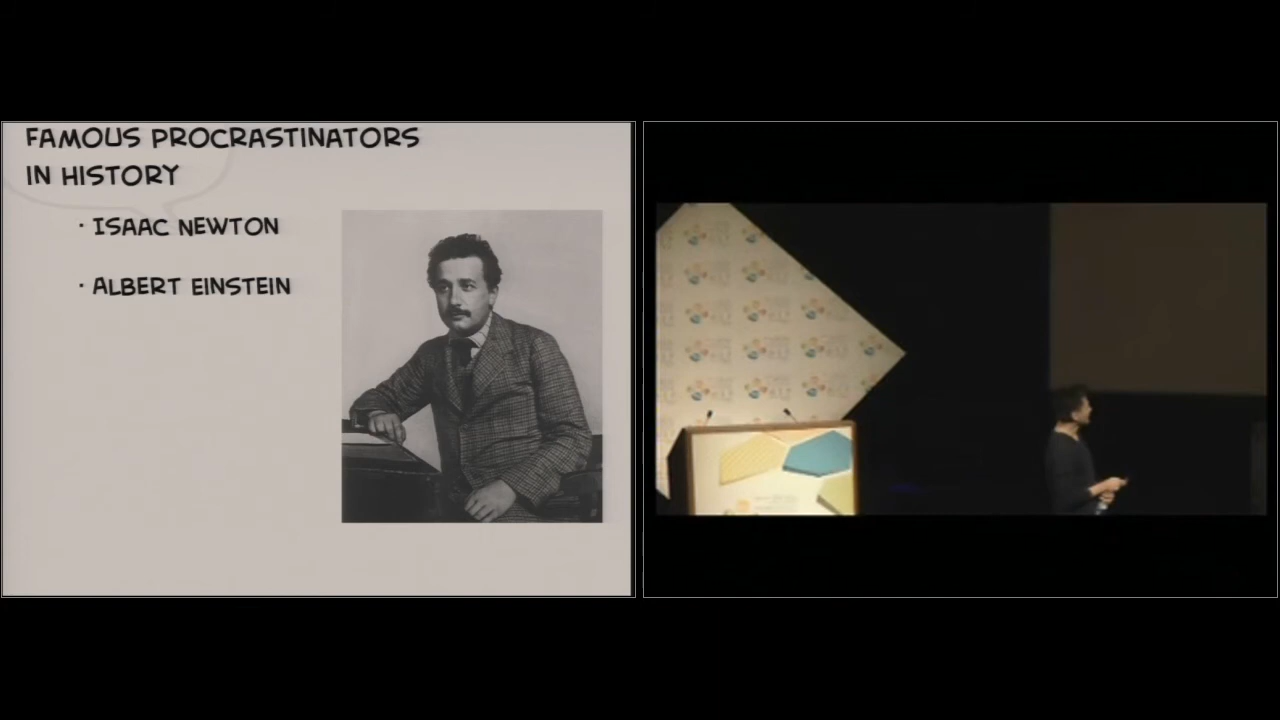 FAMOUS PROCRASTINATORS
IN HISTORY
· ISAAC NEWTON
· ALBERT EINSTEIN